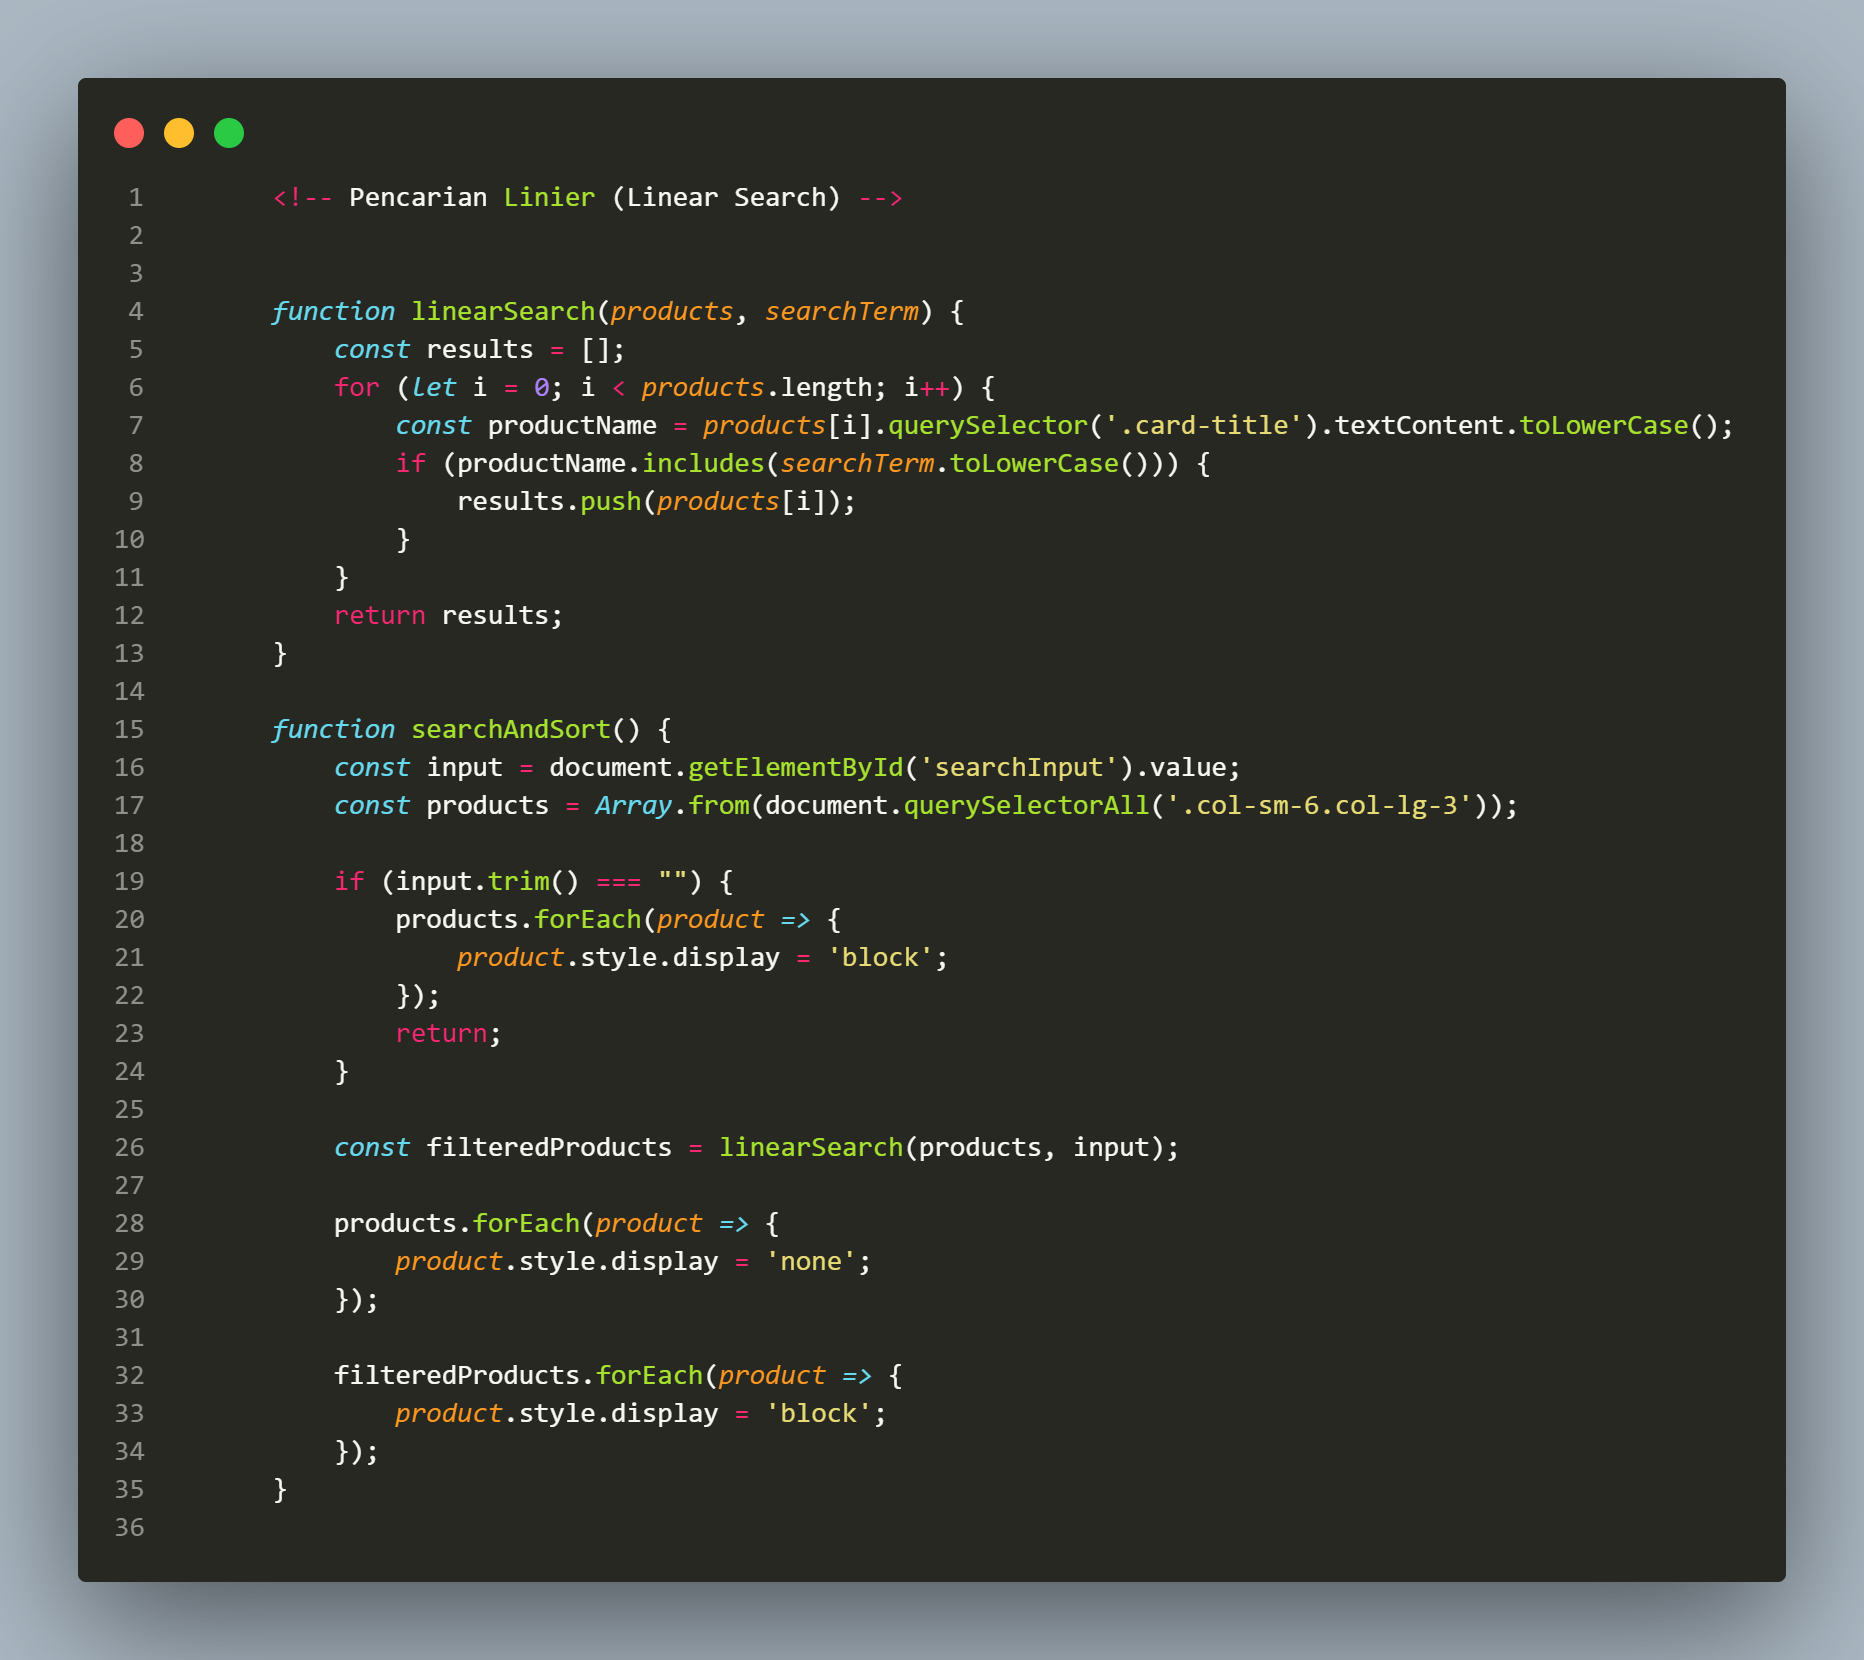 1 <!-- Pencarian Linier (Linear Search) -->
2
3
4 function linearSearch(products, searchTerm) {
5     const results = [];
6     for (let i = 0; i < products.length; i++) {
7         const productName = products[i].querySelector('.card-title').textContent.toLowerCase();
8         if (productName.includes(searchTerm.toLowerCase())) {
9             results.push(products[i]);
10         }
11     }
12     return results;
13 }
14
15 function searchAndSort() {
16     const input = document.getElementById('searchInput').value;
17     const products = Array.from(document.querySelectorAll('.col-sm-6.col-lg-3'));
18
19     if (input.trim() === "") {
20         products.forEach(product => {
21             product.style.display = 'block';
22         });
23         return;
24     }
25
26     const filteredProducts = linearSearch(products, input);
27
28     products.forEach(product => {
29         product.style.display = 'none';
30     });
31
32     filteredProducts.forEach(product => {
33         product.style.display = 'block';
34     });
35 }
36